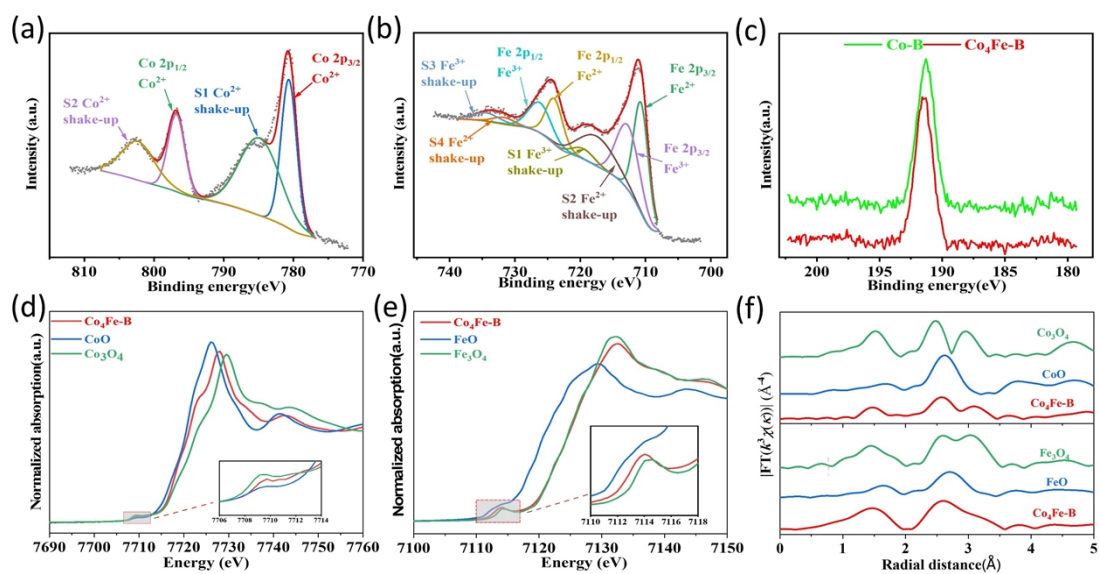 (a)
Co 2p3/2
Co2+
Co 2p1/2
Co2+
S1 Co2+
shake-up
S2 Co2+
shake-up
Intensity (a.u.)
810 800 790 780 770
Binding energy(eV)
(b)
S3 Fe3+
shake-up
Fe 2p1/2
Fe3+
Fe 2p1/2
Fe2+
Fe 2p3/2
Fe2+
S4 Fe2+
shake-up
S1 Fe3+
shake-up
Fe 2p3/2
Fe3+
S2 Fe2+
shake-up
Intensity (a.u.)
740 730 720 710 700
Binding energy(eV)
(c)
Co-B Co4Fe-B
Intensity(a.u.)
200 195 190 185 180
Binding energy(eV)
(d)
Co4Fe-B
CoO
Co3O4
Normalized absorption(a.u.)
7706 7708 7710 7712 7714
7690 7700 7710 7720 7730 7740 7750 7760
Energy (eV)
(e)
Co4Fe-B
FeO
Fe3O4
Normalized absorption(a.u.)
7110 7112 7114 7116 7118
7100 7110 7120 7130 7140 7150
Energy (eV)
(f)
Co3O4
CoO
Co4Fe-B
Fe3O4
FeO
Co4Fe-B
|FT(k3χ(κ))| (Å-4)
0 1 2 3 4 5
Radial distance(Å)